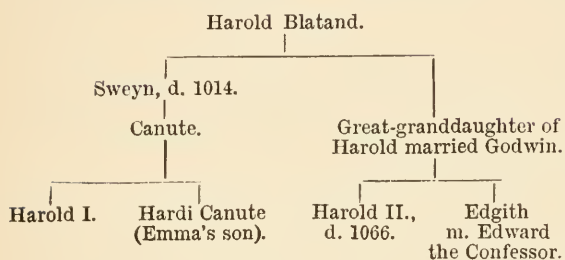 Harold Blatand.
Sweyn, d. 1014.
Canute.
Great-granddaughter of
Harold married Godwin.
Harold I.
Hardi Canute
(Emma's son).
Harold II.,
d. 1066.
Edgith
m. Edward
the Confessor.